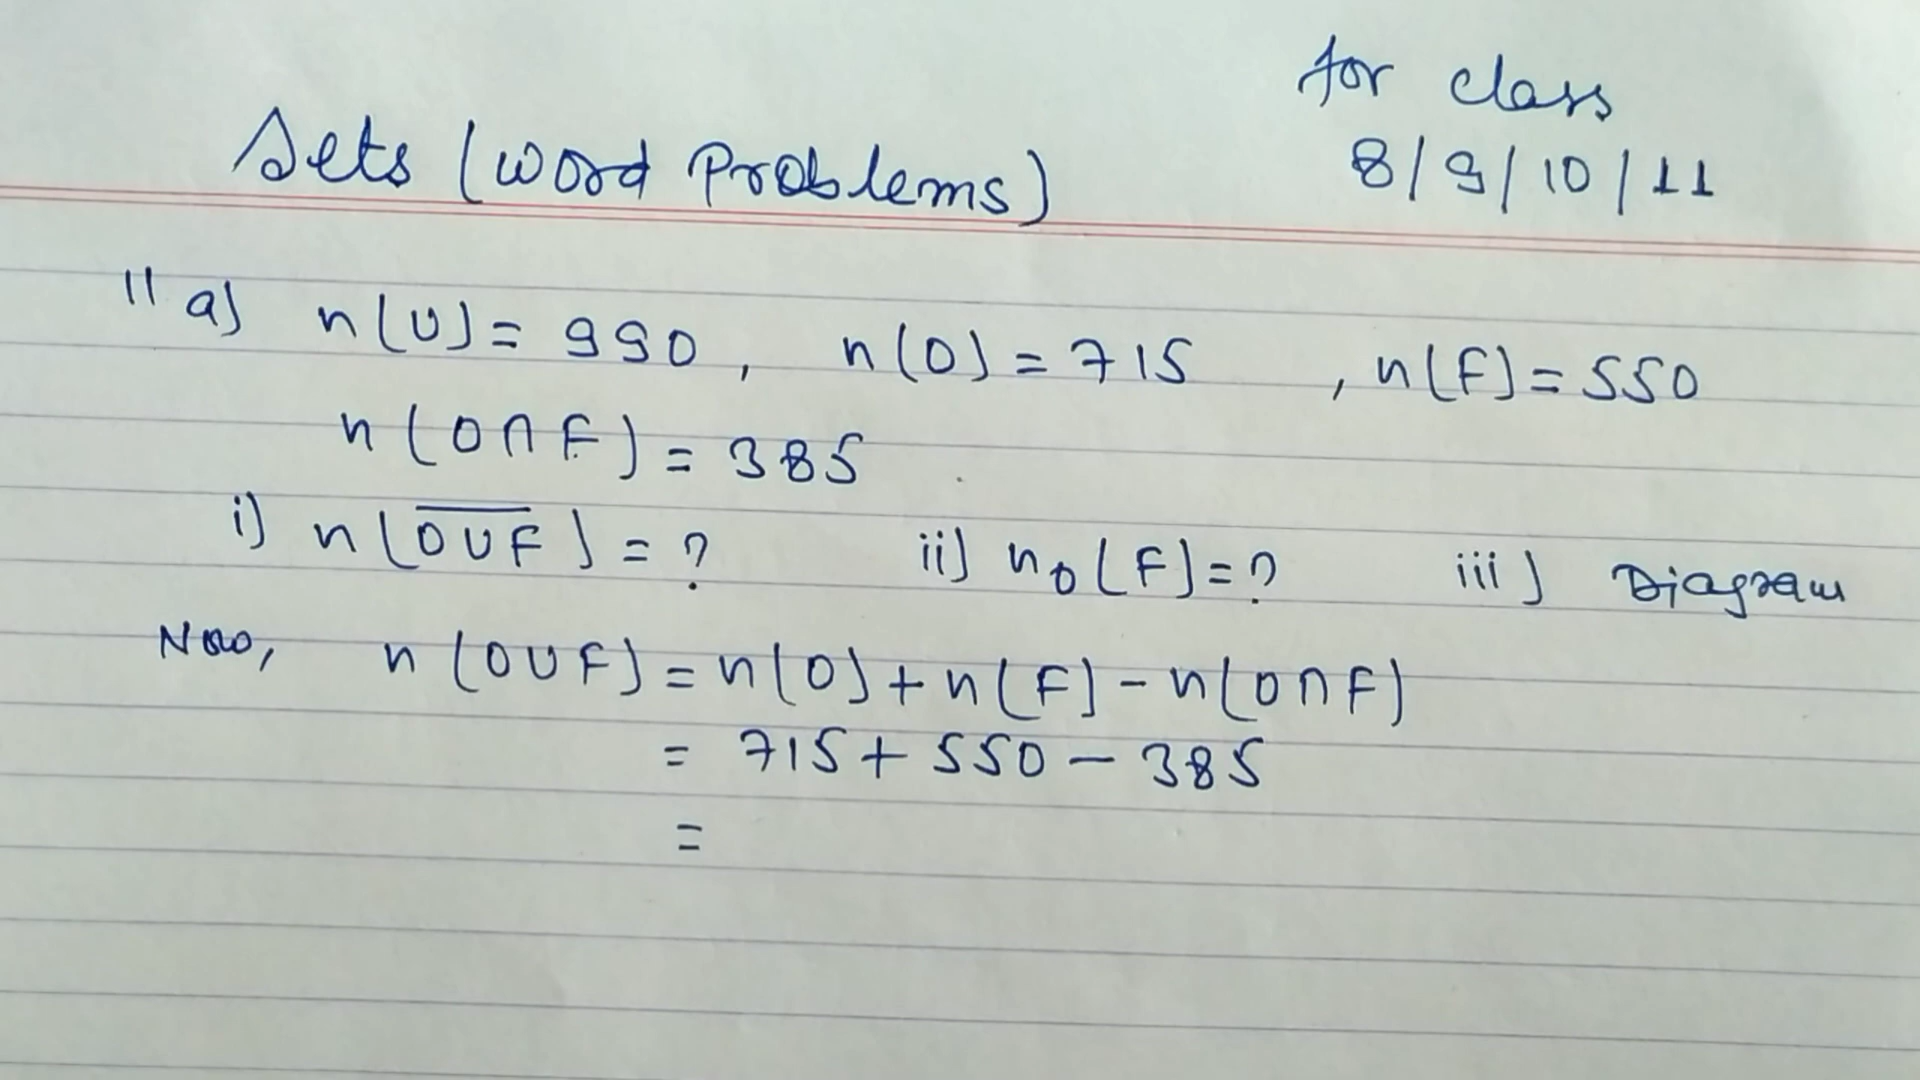 for class
Sets (Word Problems)
8/9/10/11
11 a) n(U) = 990, n(O) = 715, n(F) = 550
n(O∩F) = 385
i) n(O̅∪̅F̅) = ? ii) n₀(F) = ? iii) Diagram
Now, n(O∪F) = n(O) + n(F) - n(O∩F)
= 715 + 550 - 385
=